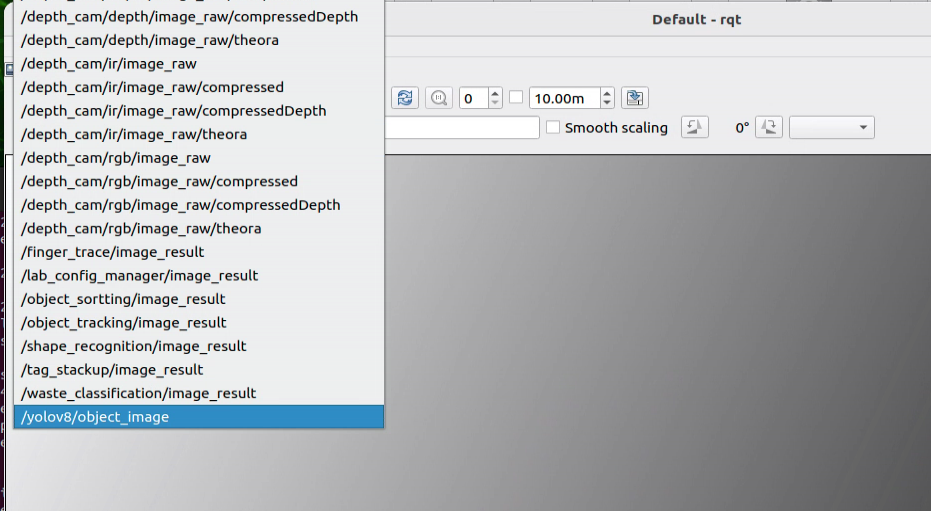 /depth_cam/depth/image_raw/compressedDepth
Default - rqt
/depth_cam/depth/image_raw/theora
/depth_cam/ir/image_raw
/depth_cam/ir/image_raw/compressed
0
10.00m
/depth_cam/ir/image_raw/compressedDepth
/depth_cam/ir/image_raw/theora
Smooth scaling
0°
/depth_cam/rgb/image_raw
/depth_cam/rgb/image_raw/compressed
/depth_cam/rgb/image_raw/compressedDepth
/depth_cam/rgb/image_raw/theora
/finger_trace/image_result
/lab_config_manager/image_result
/object_sortting/image_result
/object_tracking/image_result
/shape_recognition/image_result
/tag_stackup/image_result
/waste_classification/image_result
/yolov8/object_image